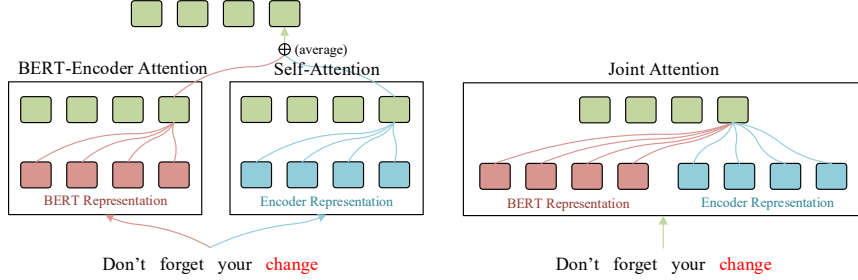 (average)
BERT-Encoder Attention
Self-Attention
BERT Representation
Encoder Representation
Don't forget your change
Joint Attention
BERT Representation
Encoder Representation
Don't forget your change